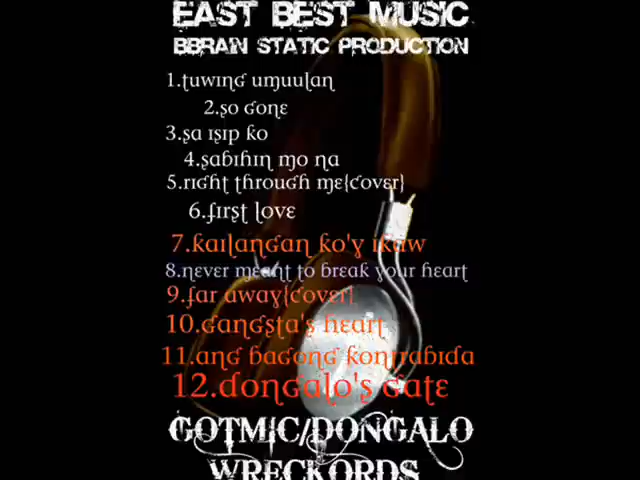 EAST BEST MUSIC
BBRAIN STATIC PRODUCTION
1.tuwing umuulan
2.so gone
3.sa isip ko
4.sabihin mo na
5.right through me{cover}
6.first love
7.kailangan ko'y ikaw
8.never meant to break your heart
9.far away{cover}
10.gangsta's heart
11.ang bagong kontrabida
12.dongalo's gate
GOTMIC/DONGALO
WRECKORDS